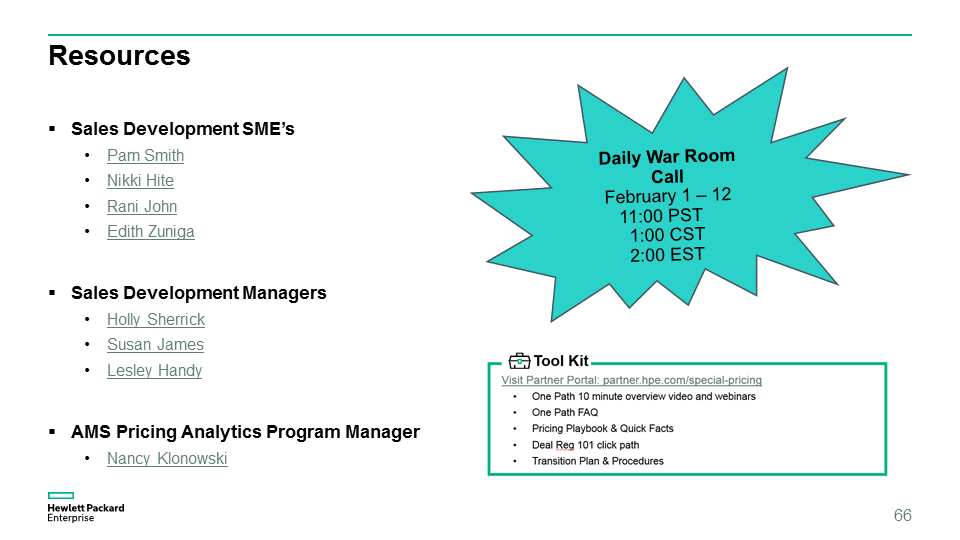 Resources
▪ Sales Development SME’s
• Pam Smith
• Nikki Hite
• Rani John
• Edith Zuniga
▪ Sales Development Managers
• Holly Sherrick
• Susan James
• Lesley Handy
▪ AMS Pricing Analytics Program Manager
• Nancy Klonowski
Daily War Room
Call
February 1 – 12
11:00 PST
1:00 CST
2:00 EST
Tool Kit
Visit Partner Portal: partner.hpe.com/special-pricing
• One Path 10 minute overview video and webinars
• One Path FAQ
• Pricing Playbook & Quick Facts
• Deal Reg 101 click path
• Transition Plan & Procedures
Hewlett Packard
Enterprise
66